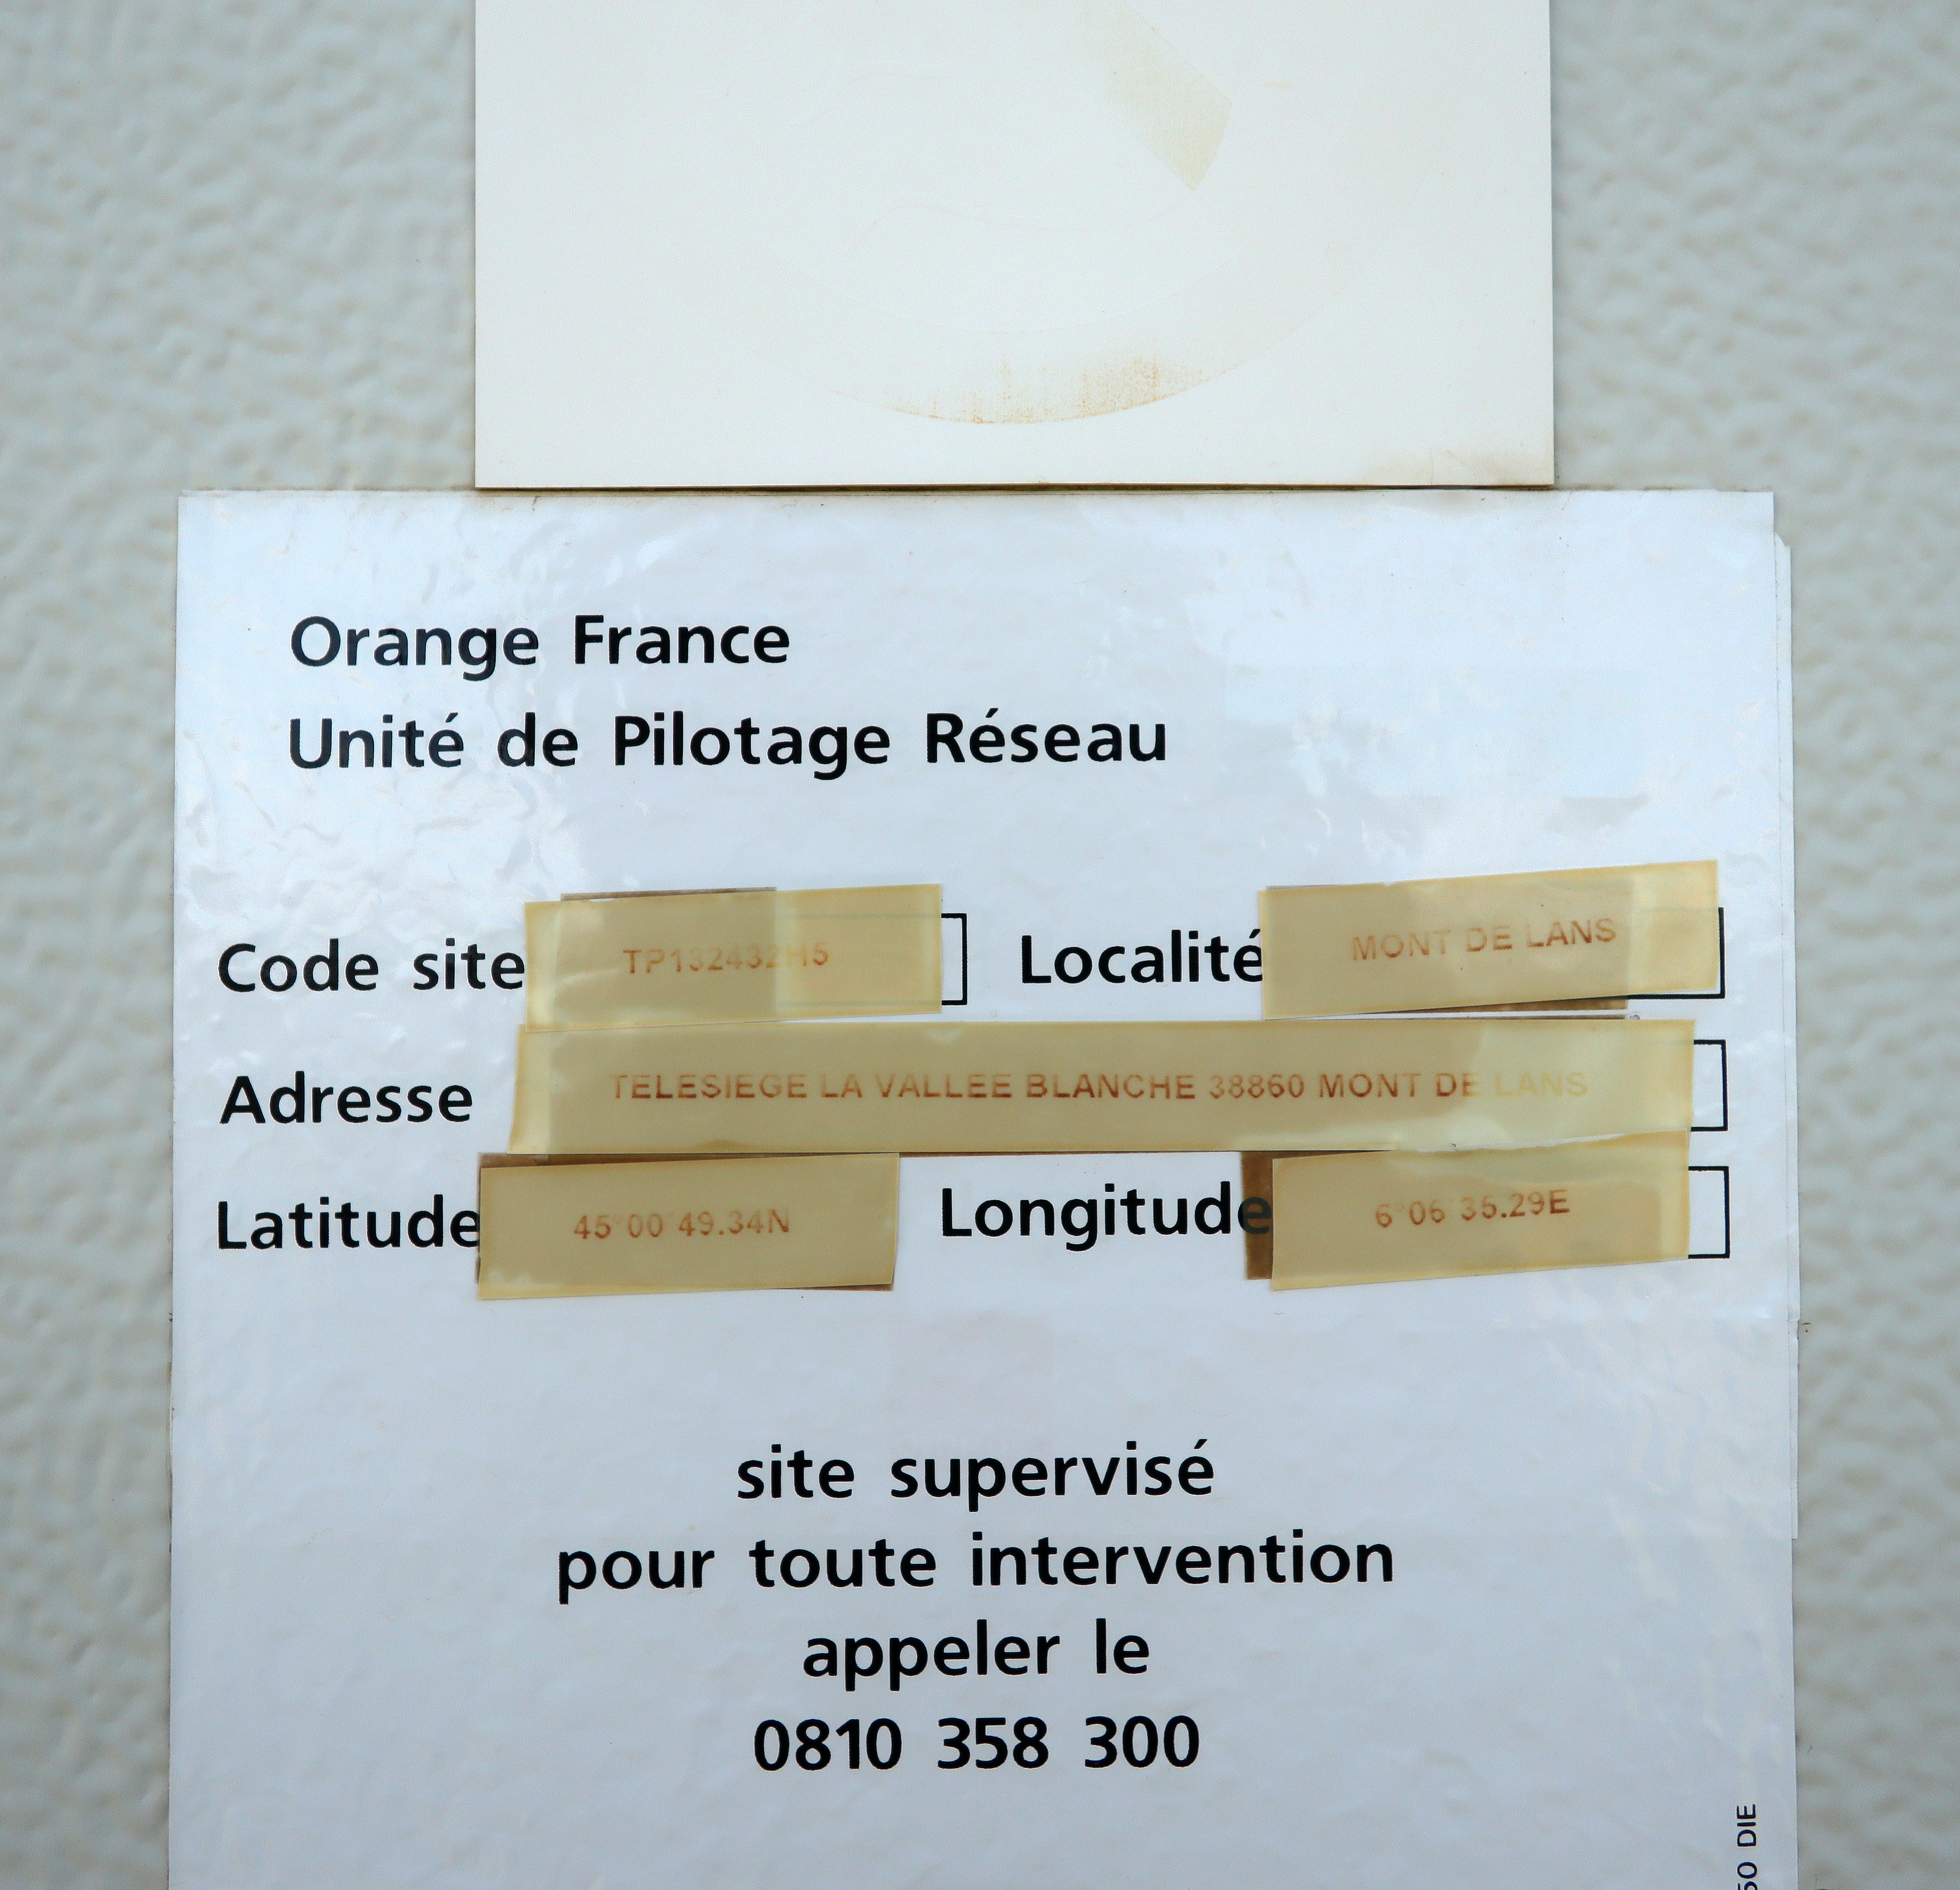 Orange France
Unité de Pilotage Réseau
Code site TP132432H5 Localité MONT DE LANS
Adresse TELESIEGE LA VALLEE BLANCHE 38860 MONT DE LANS
Latitude 45°00'49.34N Longitude 6°06'35.29E
site supervisé
pour toute intervention
appeler le
0810 358 300
50 DIE